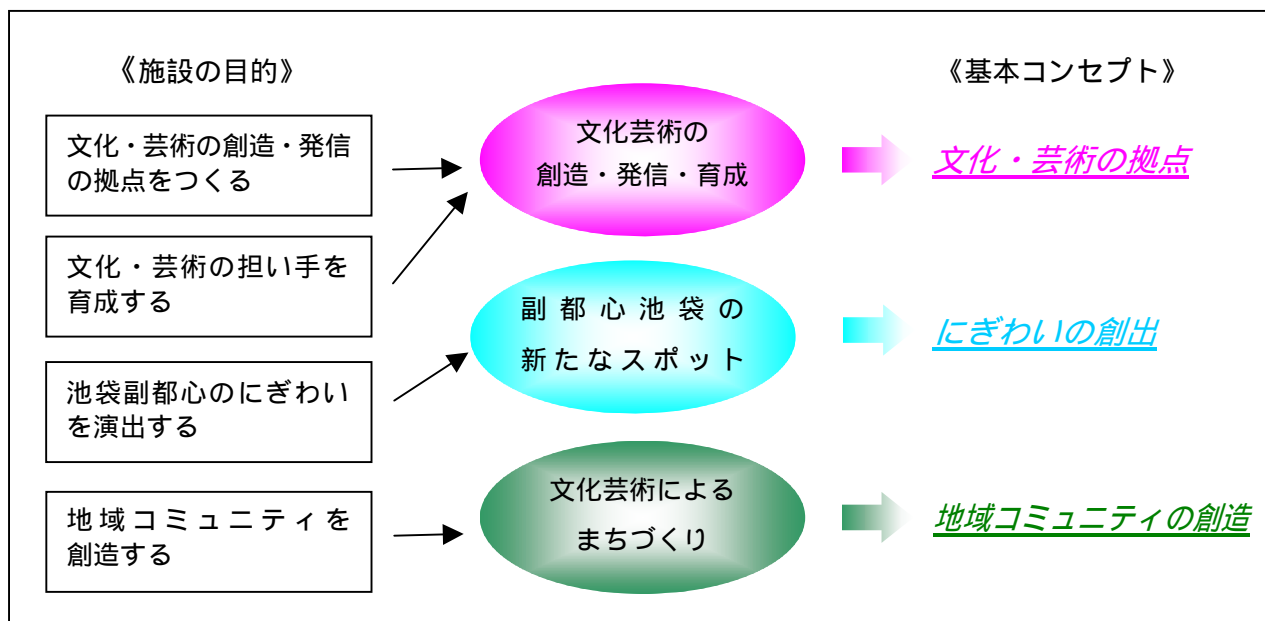 《施設の目的》
文化・芸術の創造・発信
の拠点をつくる
文化・芸術の担い手を
育成する
池袋副都心のにぎわい
を演出する
地域コミュニティを
創造する
文化芸術の
創造・発信・育成
副都心池袋の
新たなスポット
文化芸術による
まちづくり
《基本コンセプト》
文化・芸術の拠点
にぎわいの創出
地域コミュニティの創造